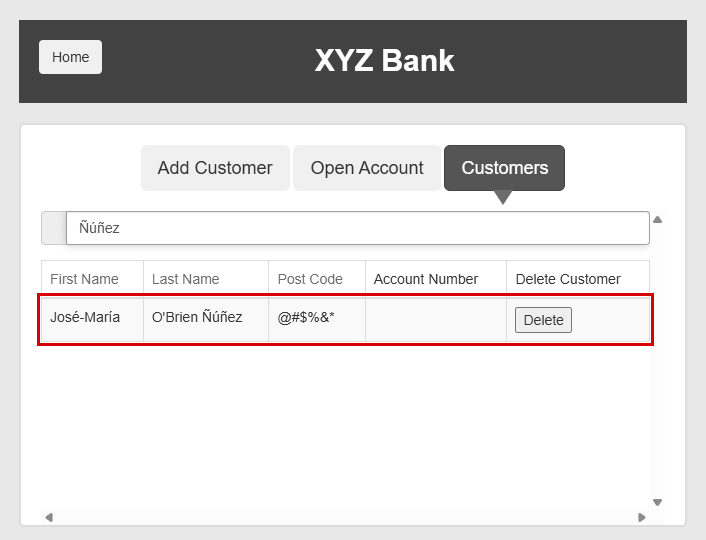 Home
XYZ Bank
Add Customer
Open Account
Customers
Ñúñez
First Name Last Name Post Code Account Number Delete Customer
José-María O'Brien Ñúñez @#$%&* Delete